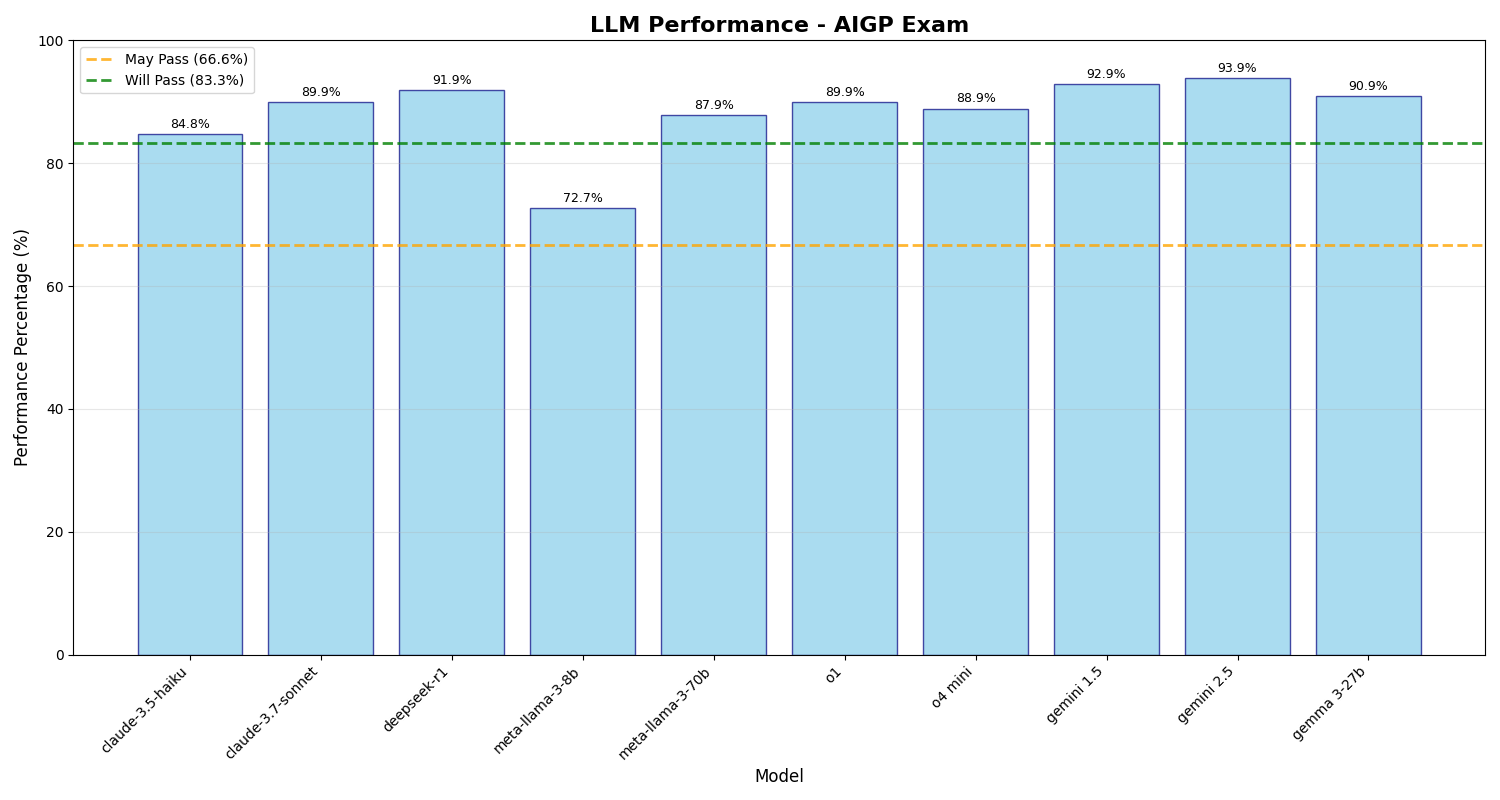 LLM Performance - AIGP Exam
May Pass (66.6%)
Will Pass (83.3%)
Performance Percentage (%)
100
80
60
40
20
0
84.8%
89.9%
91.9%
72.7%
87.9%
89.9%
88.9%
92.9%
93.9%
90.9%
claude-3.5-haiku
claude-3.7-sonnet
deepseek-r1
meta-llama-3-8b
meta-llama-3-70b
o1
o4 mini
gemini 1.5
gemini 2.5
gemma 3-27b
Model